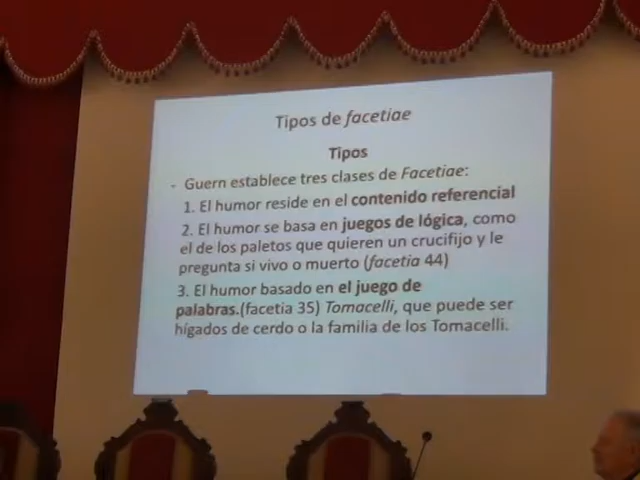 Tipos de facetiae
Tipos
- Guern establece tres clases de Facetiae:
1. El humor reside en el contenido referencial
2. El humor se basa en juegos de lógica, como
el de los paletos que quieren un crucifijo y le
pregunta si vivo o muerto (facetia 44)
3. El humor basado en el juego de
palabras.(facetia 35) Tomacelli, que puede ser
hígados de cerdo o la familia de los Tomacelli.